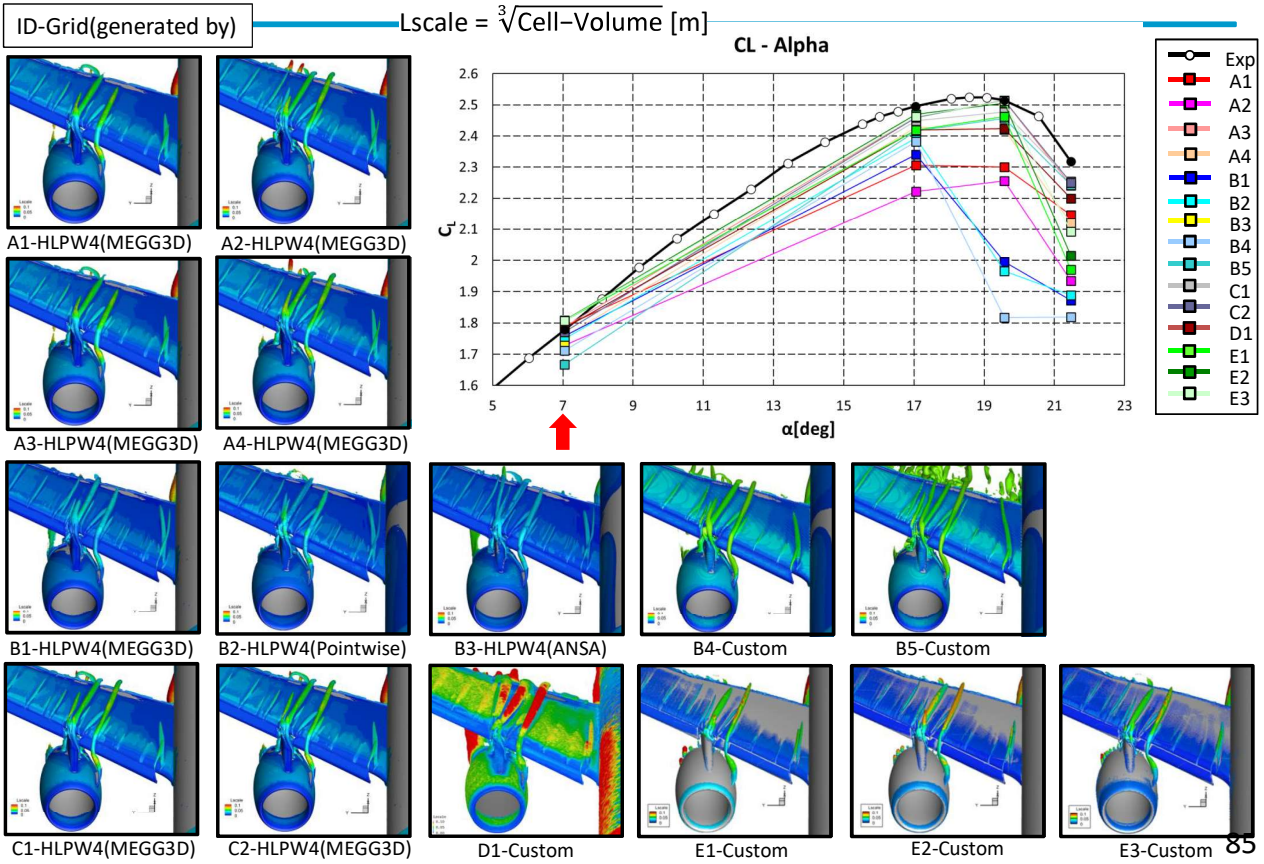 ID-Grid(generated by)
Lscale = ∛Cell−Volume [m]
CL - Alpha
2.6
2.5
2.4
2.3
2.2
2.1
2
1.9
1.8
1.7
1.6
CL
5 7 9 11 13 15 17 19 21 23
α[deg]
Exp
A1
A2
A3
A4
B1
B2
B3
B4
B5
C1
C2
D1
E1
E2
E3
A1-HLPW4(MEGG3D)
A2-HLPW4(MEGG3D)
A3-HLPW4(MEGG3D)
A4-HLPW4(MEGG3D)
B1-HLPW4(MEGG3D)
B2-HLPW4(Pointwise)
B3-HLPW4(ANSA)
B4-Custom
B5-Custom
C1-HLPW4(MEGG3D)
C2-HLPW4(MEGG3D)
D1-Custom
E1-Custom
E2-Custom
E3-Custom
85